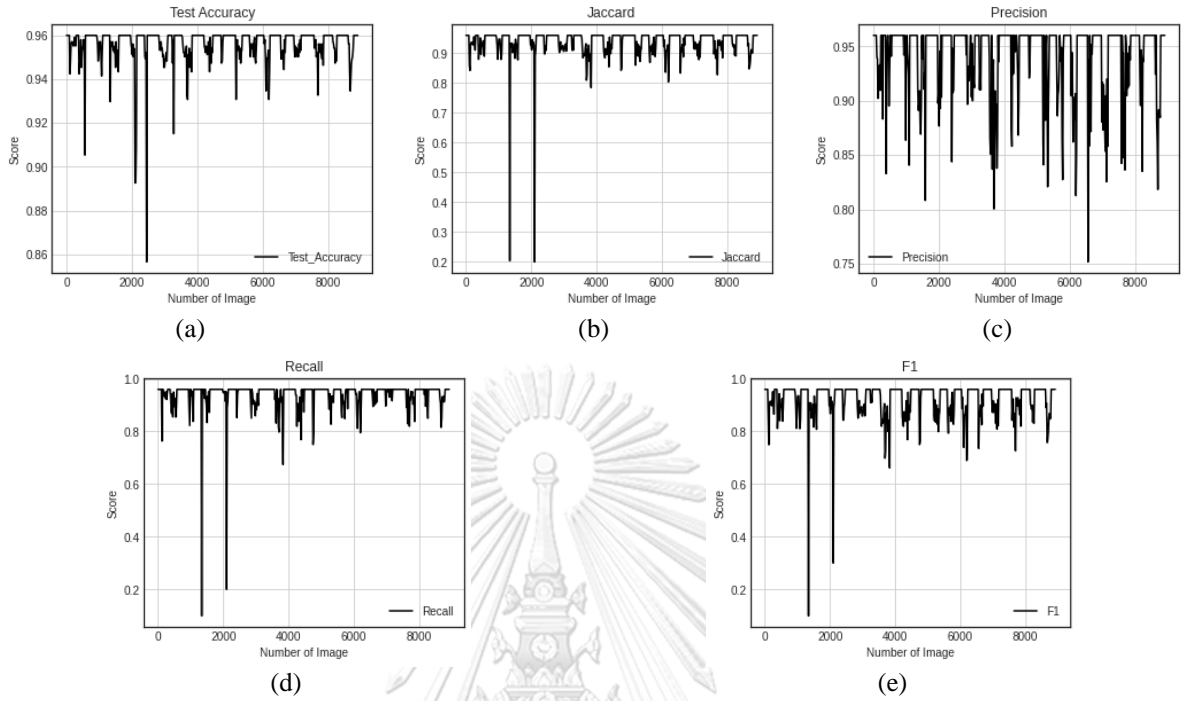 Test Accuracy
0.96
0.94
0.92
0.90
0.88
0.86
Score
Test_Accuracy
0 2000 4000 6000 8000
Number of Image
(a)
Jaccard
0.9
0.8
0.7
0.6
0.5
0.4
0.3
0.2
Score
Jaccard
0 2000 4000 6000 8000
Number of Image
(b)
Precision
0.95
0.90
0.85
0.80
0.75
Score
Precision
0 2000 4000 6000 8000
Number of Image
(c)
Recall
1.0
0.8
0.6
0.4
0.2
Score
Recall
0 2000 4000 6000 8000
Number of Image
(d)
F1
1.0
0.8
0.6
0.4
0.2
Score
F1
0 2000 4000 6000 8000
Number of Image
(e)